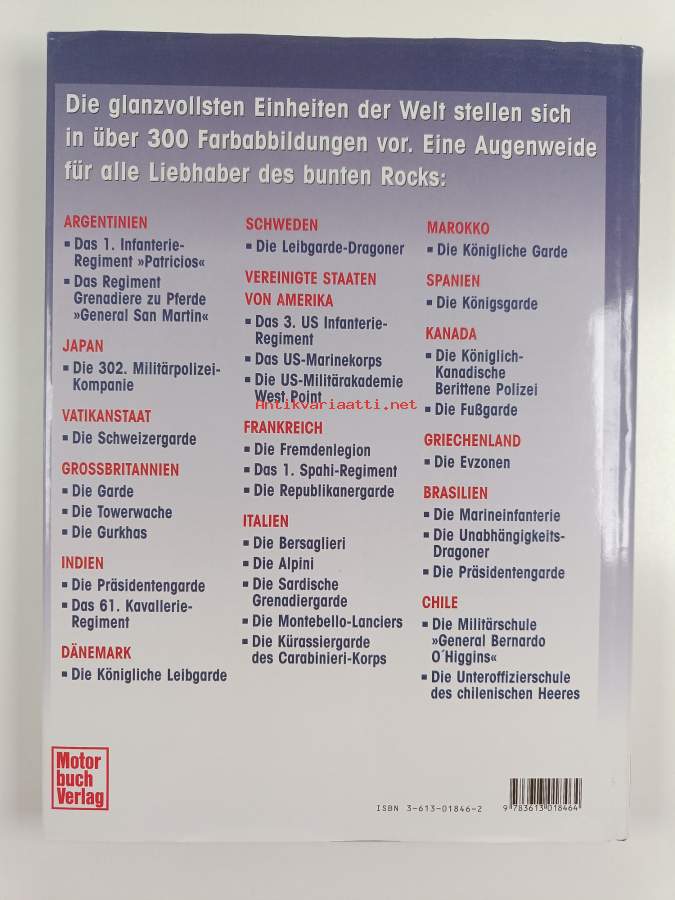 Die glanzvollsten Einheiten der Welt stellen sich
in über 300 Farbabbildungen vor. Eine Augenweide
für alle Liebhaber des bunten Rocks:
ARGENTINIEN
Das 1. Infanterie-
Regiment »Patricios«
Das Regiment
Grenadiere zu Pferde
»General San Martin«
JAPAN
Die 302. Militärpolizei-
Kompanie
VATIKANSTAAT
Die Schweizergarde
GROSSBRITANNIEN
Die Garde
Die Towerwache
Die Gurkhas
INDIEN
Die Präsidentengarde
Das 61. Kavallerie-
Regiment
DÄNEMARK
Die Königliche Leibgarde
SCHWEDEN
Die Leibgarde-Dragoner
VEREINIGTE STAATEN
VON AMERIKA
Das 3. US Infanterie-
Regiment
Das US-Marinekorps
Die US-Militärakademie
West Point
Antikvariaatti.net
FRANKREICH
Die Fremdenlegion
Das 1. Spahi-Regiment
Die Republikanergarde
ITALIEN
Die Bersaglieri
Die Alpini
Die Sardische
Grenadiergarde
Die Montebello-Lanciers
Die Kürassiergarde
des Carabinieri-Korps
MAROKKO
Die Königliche Garde
SPANIEN
Die Königsgarde
KANADA
Die Königlich-
Kanadische
Berittene Polizei
Die Fußgarde
GRIECHENLAND
Die Evzonen
BRASILIEN
Die Marineinfanterie
Die Unabhängigkeits-
Dragoner
Die Präsidentengarde
CHILE
Die Militärschule
»General Bernardo
O´Higgins«
Die Unteroffizierschule
des chilenischen Heeres
Motor
buch
Verlag
ISBN 3-613-01846-2
9 783613 018464